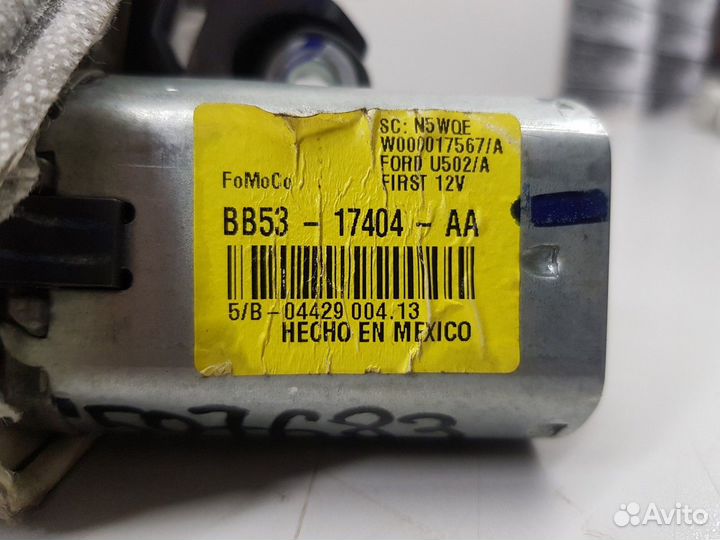 SC: N5WQE
W000017567/A
FORD U502/A
FoMoCo FIRST 12V
BB53 - 17404 - AA
5/B-04429 004.13
HECHO EN MEXICO
Avito